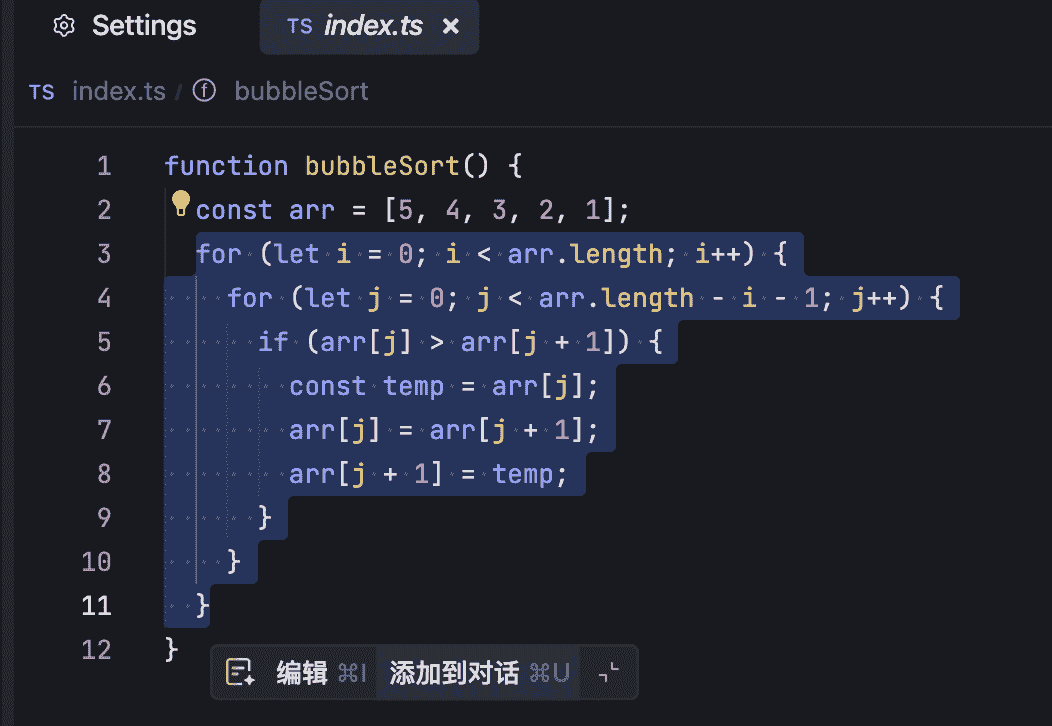 Settings TS index.ts ×
TS index.ts / f bubbleSort
1 function bubbleSort() {
2   const arr = [5, 4, 3, 2, 1];
3   for (let i = 0; i < arr.length; i++) {
4     for (let j = 0; j < arr.length - i - 1; j++) {
5       if (arr[j] > arr[j + 1]) {
6         const temp = arr[j];
7         arr[j] = arr[j + 1];
8         arr[j + 1] = temp;
9       }
10     }
11   }
12 }
编辑 ⌘I 添加到对话 ⌘U